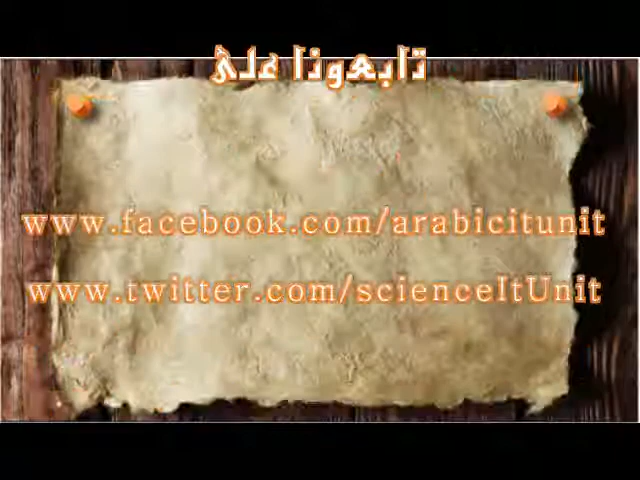 تابعونا على
www.facebook.com/arabicitunit
www.twitter.com/scienceItUnit